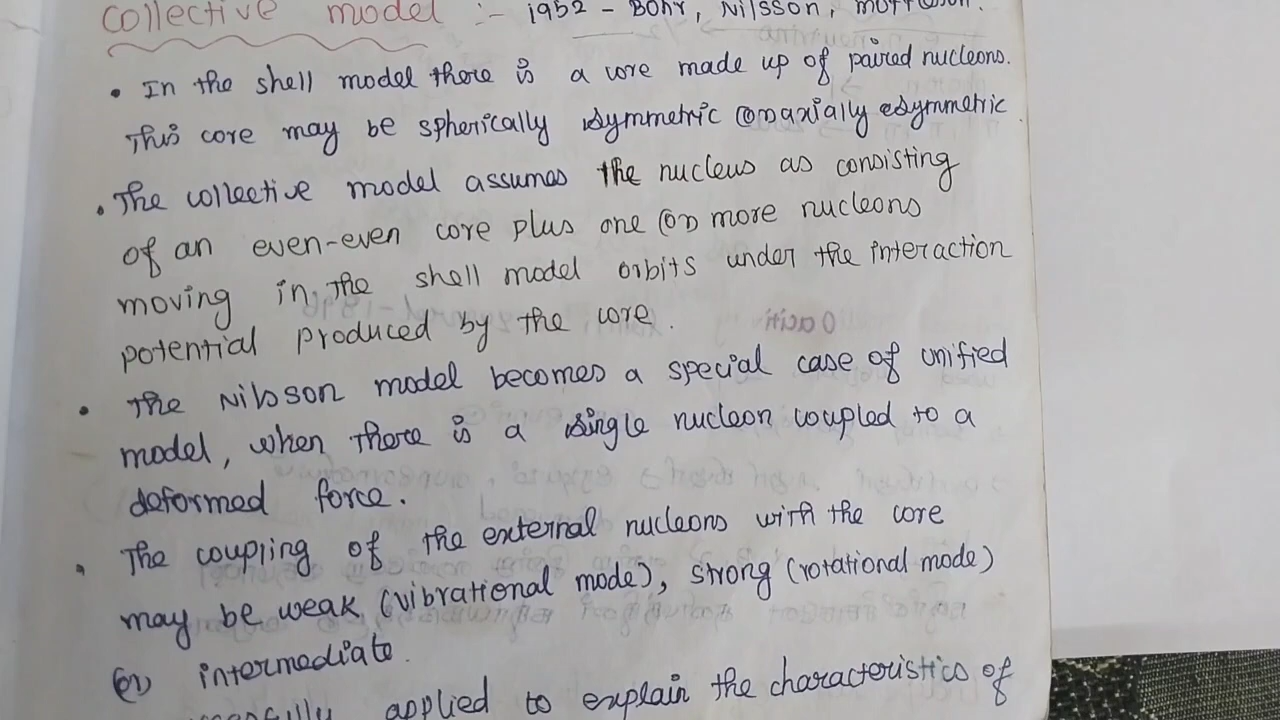 Collective model :- 1952 - Bohr, Nilsson, mottelson.
• In the shell model there is a core made up of paired nucleons.
This core may be spherically symmetric (or) axially asymmetric.
• The collective model assumes the nucleus as consisting
of an even-even core plus one (or) more nucleons
moving in the shell model orbits under the interaction
potential produced by the core.
• The Nilsson model becomes a special case of unified
model, when there is a single nucleon coupled to a
deformed force.
• The coupling of the external nucleons with the core
may be weak (vibrational mode), strong (rotational mode)
(or) intermediate.
applied to explain the characteristics of